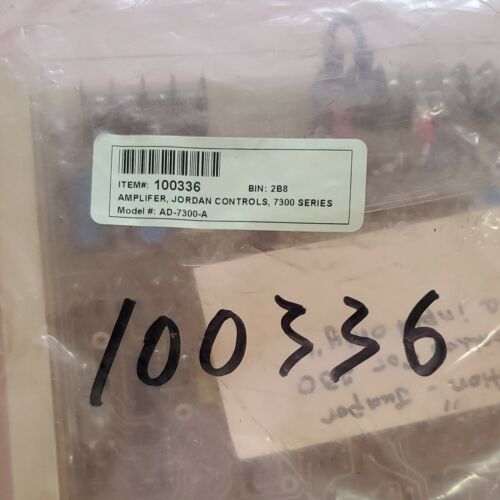 ITEM#: 100336 BIN: 2B8
AMPLIFER, JORDAN CONTROLS, 7300 SERIES
Model #: AD-7300-A
100336